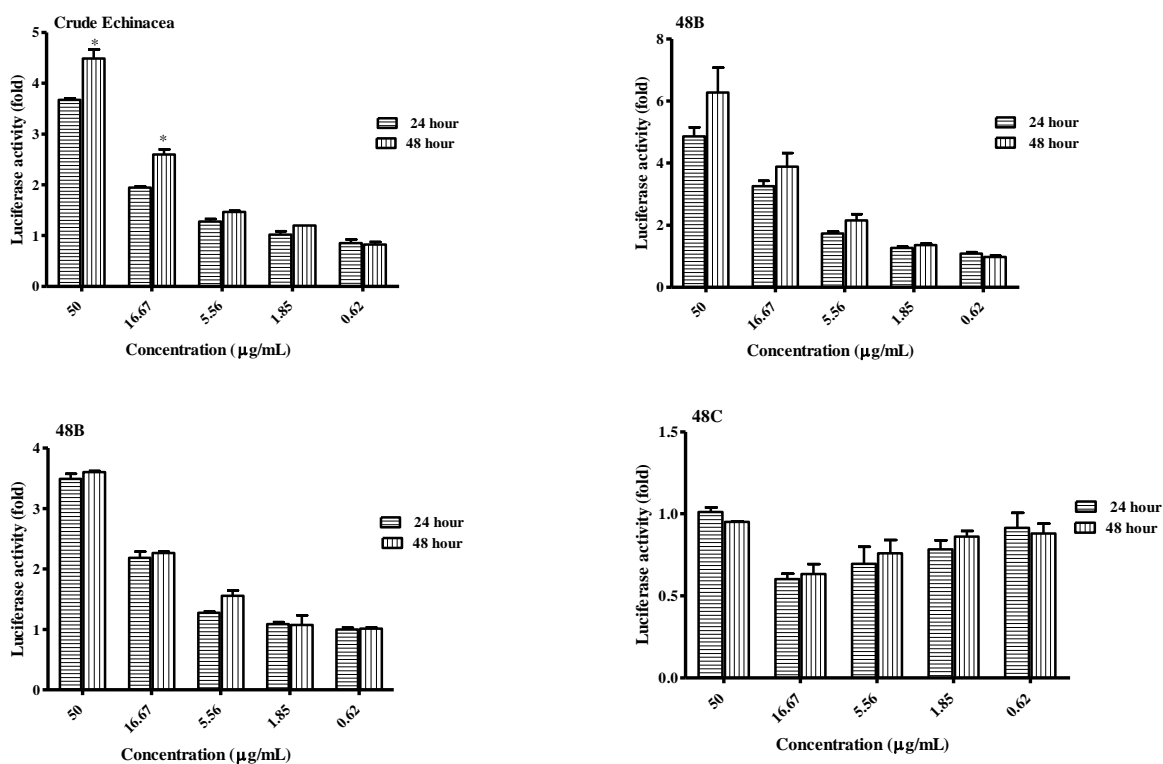 Crude Echinacea
5
4
3
2
1
0
Luciferase activity (fold)
*
*
24 hour
48 hour
50
16.67
5.56
1.85
0.62
Concentration (μg/mL)
48B
8
6
4
2
0
Luciferase activity (fold)
24 hour
48 hour
50
16.67
5.56
1.85
0.62
Concentration (μg/mL)
48B
4
3
2
1
0
Luciferase activity (fold)
24 hour
48 hour
50
16.67
5.56
1.85
0.62
Concentration (μg/mL)
48C
1.5
1.0
0.5
0.0
Luciferase activity (fold)
24 hour
48 hour
50
16.67
5.56
1.85
0.62
Concentration (μg/mL)